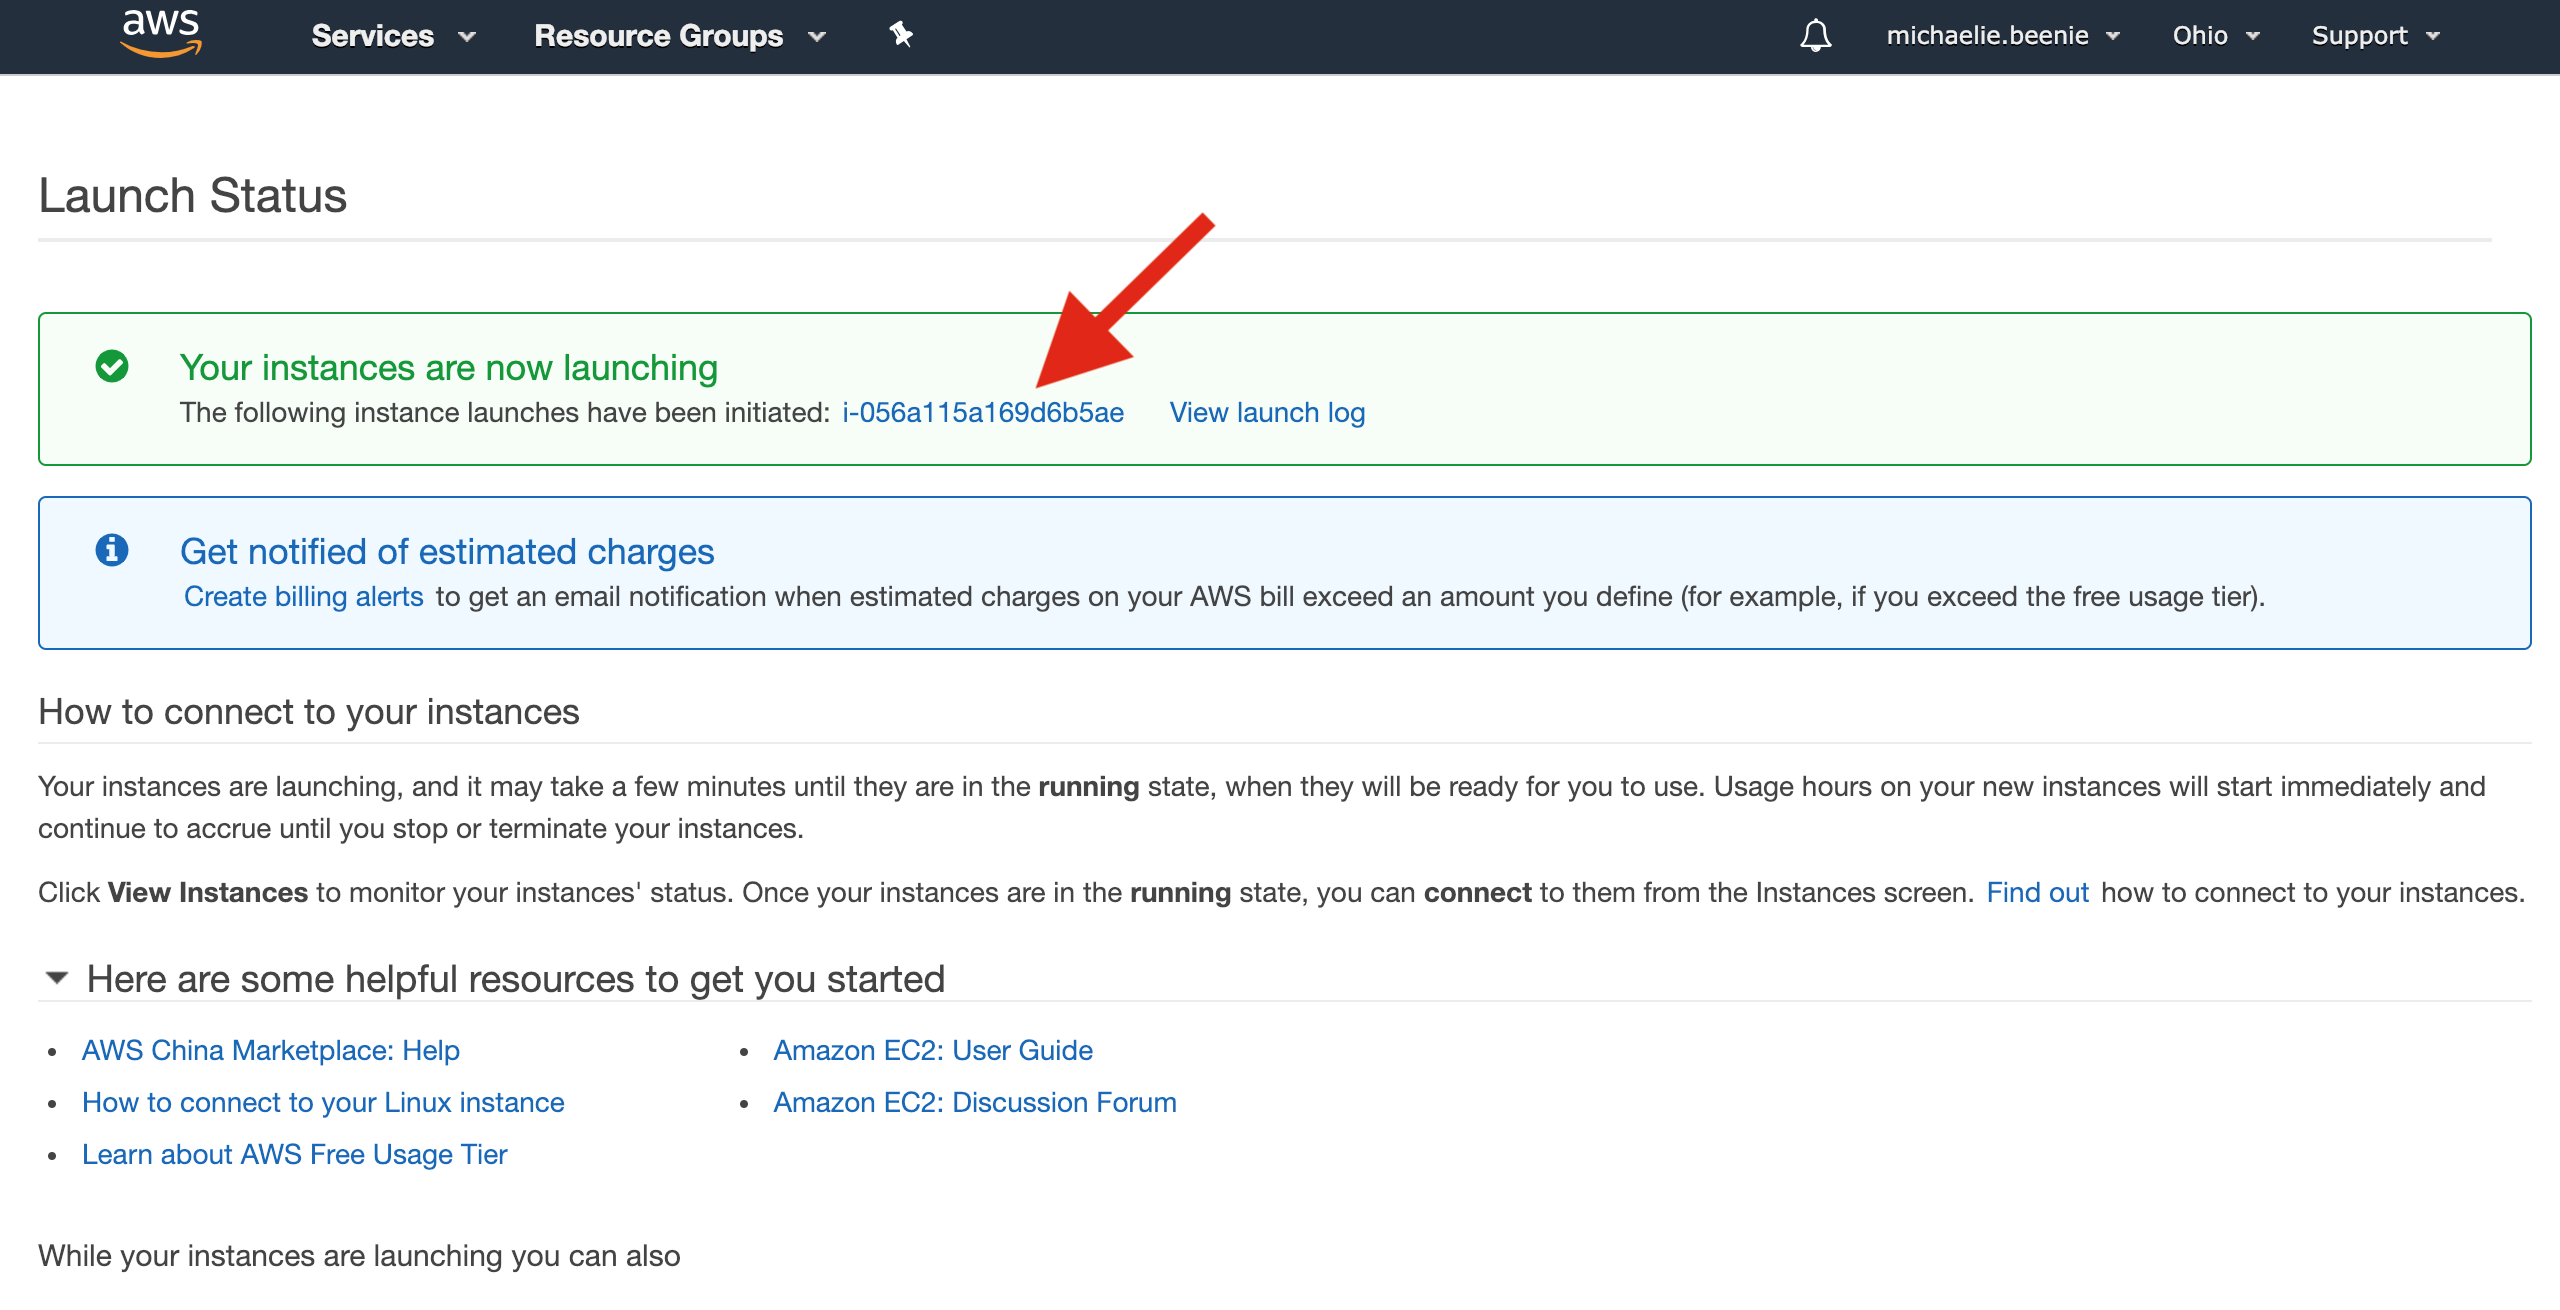 aws Services Resource Groups michaelie.beenie Ohio Support
Launch Status
Your instances are now launching
The following instance launches have been initiated: i-056a115a169d6b5ae View launch log
Get notified of estimated charges
Create billing alerts to get an email notification when estimated charges on your AWS bill exceed an amount you define (for example, if you exceed the free usage tier).
How to connect to your instances
Your instances are launching, and it may take a few minutes until they are in the running state, when they will be ready for you to use. Usage hours on your new instances will start immediately and
continue to accrue until you stop or terminate your instances.
Click View Instances to monitor your instances' status. Once your instances are in the running state, you can connect to them from the Instances screen. Find out how to connect to your instances.
Here are some helpful resources to get you started
AWS China Marketplace: Help
How to connect to your Linux instance
Learn about AWS Free Usage Tier
Amazon EC2: User Guide
Amazon EC2: Discussion Forum
While your instances are launching you can also